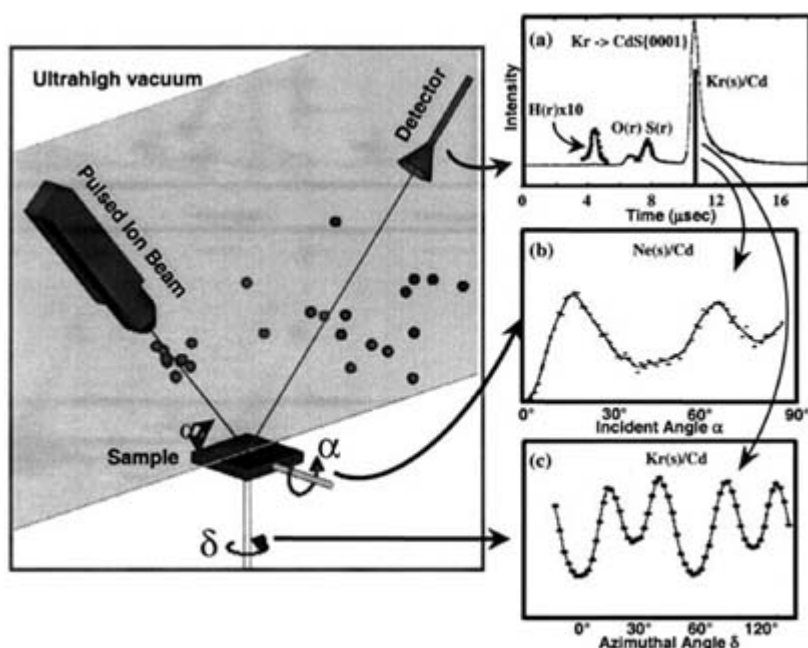 Ultrahigh vacuum
Detector
Pulsed Ion Beam
α
Sample
α
δ
(a)
Kr -> CdS{0001}
Kr(s)/Cd
H(r)x10
O(r) S(r)
Intensity
0 4 8 12 16
Time (μsec)
(b)
Ne(s)/Cd
0° 30° 60° 90°
Incident Angle α
(c)
Kr(s)/Cd
0° 30° 60° 120°
Azimuthal Angle δ